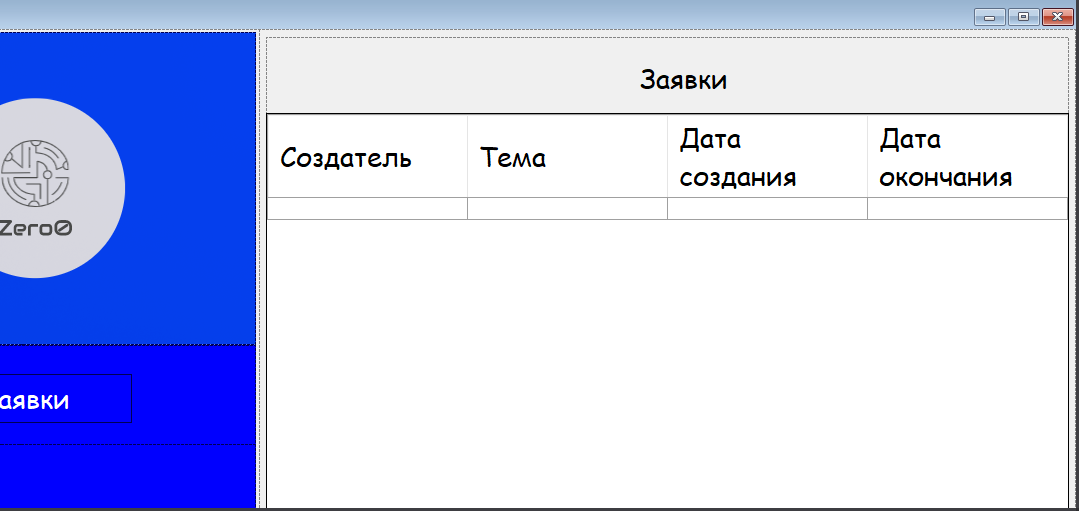 Заявки
Создатель
Тема
Дата
создания
Дата
окончания
Zero0
аявки